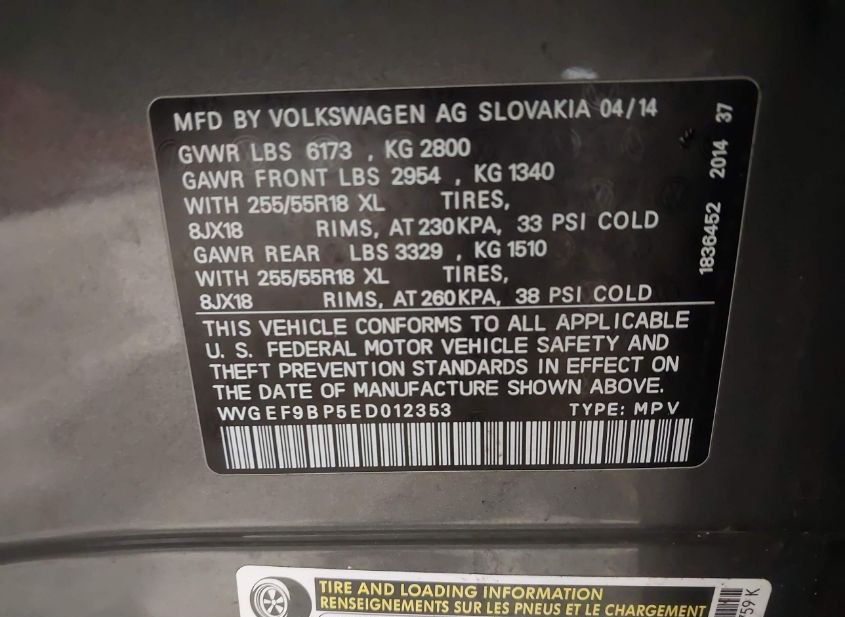 MFD BY VOLKSWAGEN AG SLOVAKIA 04/14
GVWR LBS 6173 , KG 2800
GAWR FRONT LBS 2954 , KG 1340
WITH 255/55R18 XL TIRES,
8JX18 RIMS, AT 230KPA, 33 PSI COLD
GAWR REAR LBS 3329 , KG 1510
WITH 255/55R18 XL TIRES,
8JX18 RIMS, AT 260KPA, 38 PSI COLD
THIS VEHICLE CONFORMS TO ALL APPLICABLE
U. S. FEDERAL MOTOR VEHICLE SAFETY AND
THEFT PREVENTION STANDARDS IN EFFECT ON
THE DATE OF MANUFACTURE SHOWN ABOVE.
WVGEF9BP5ED012353 TYPE: MPV
1836452 2014 37
TIRE AND LOADING INFORMATION
RENSEIGNEMENTS SUR LES PNEUS ET LE CHARGEMENT